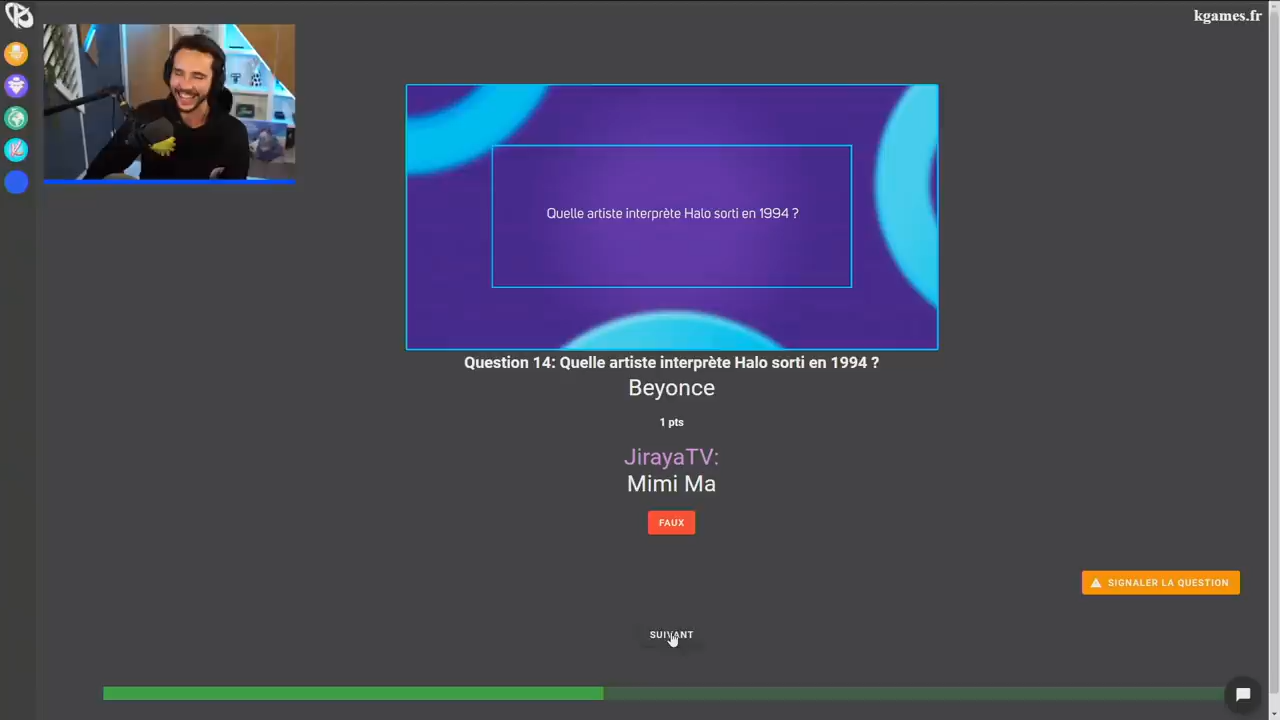 kgames.fr
Quelle artiste interprète Halo sorti en 1994 ?
Question 14: Quelle artiste interprète Halo sorti en 1994 ?
Beyonce
1 pts
JirayaTV:
Mimi Ma
FAUX
SIGNALER LA QUESTION
SUIVANT